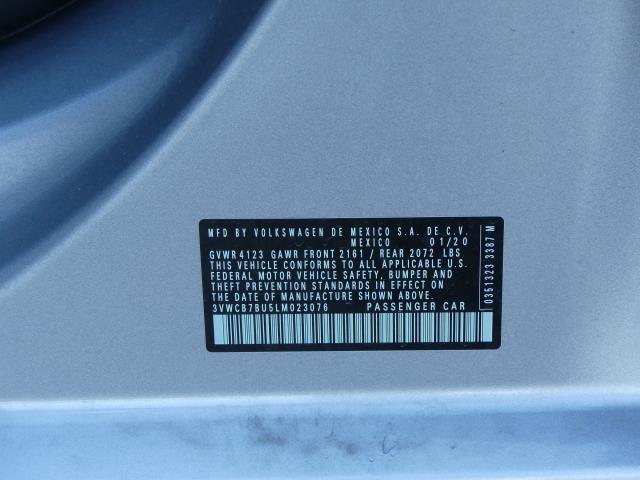 MFD BY VOLKSWAGEN DE MEXICO S.A. DE C.V.
MEXICO 01/20
GVWR 4123 GAWR FRONT 2161 / REAR 2072 LBS
THIS VEHICLE CONFORMS TO ALL APPLICABLE U.S.
FEDERAL MOTOR VEHICLE SAFETY, BUMPER AND
THEFT PREVENTION STANDARDS IN EFFECT ON THE
DATE OF MANUFACTURE SHOWN ABOVE.
3VWCB7BU5LM023076 PASSENGER CAR
0351323 3387 M